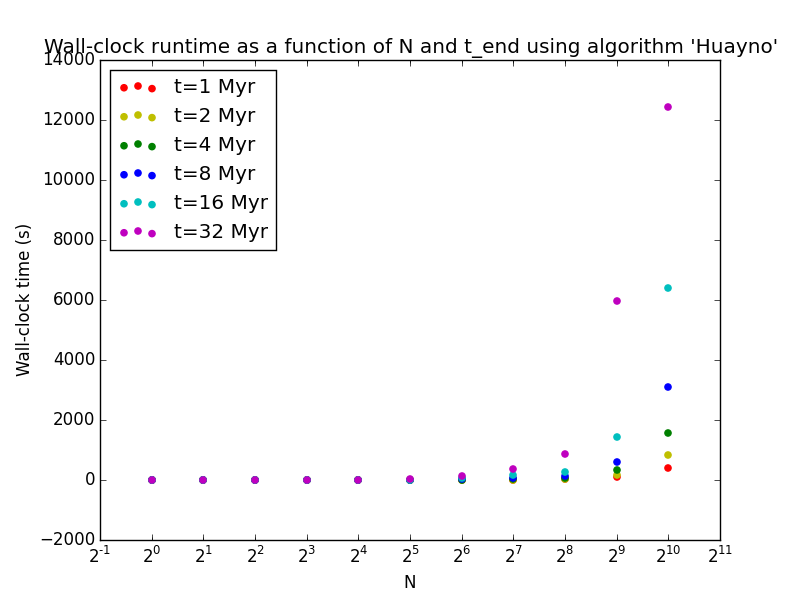 Wall-clock runtime as a function of N and t_end using algorithm 'Huayno'
14000
12000
10000
8000
6000
4000
2000
0
−2000
Wall-clock time (s)
t=1 Myr
t=2 Myr
t=4 Myr
t=8 Myr
t=16 Myr
t=32 Myr
2^-1 2^0 2^1 2^2 2^3 2^4 2^5 2^6 2^7 2^8 2^9 2^10 2^11
N